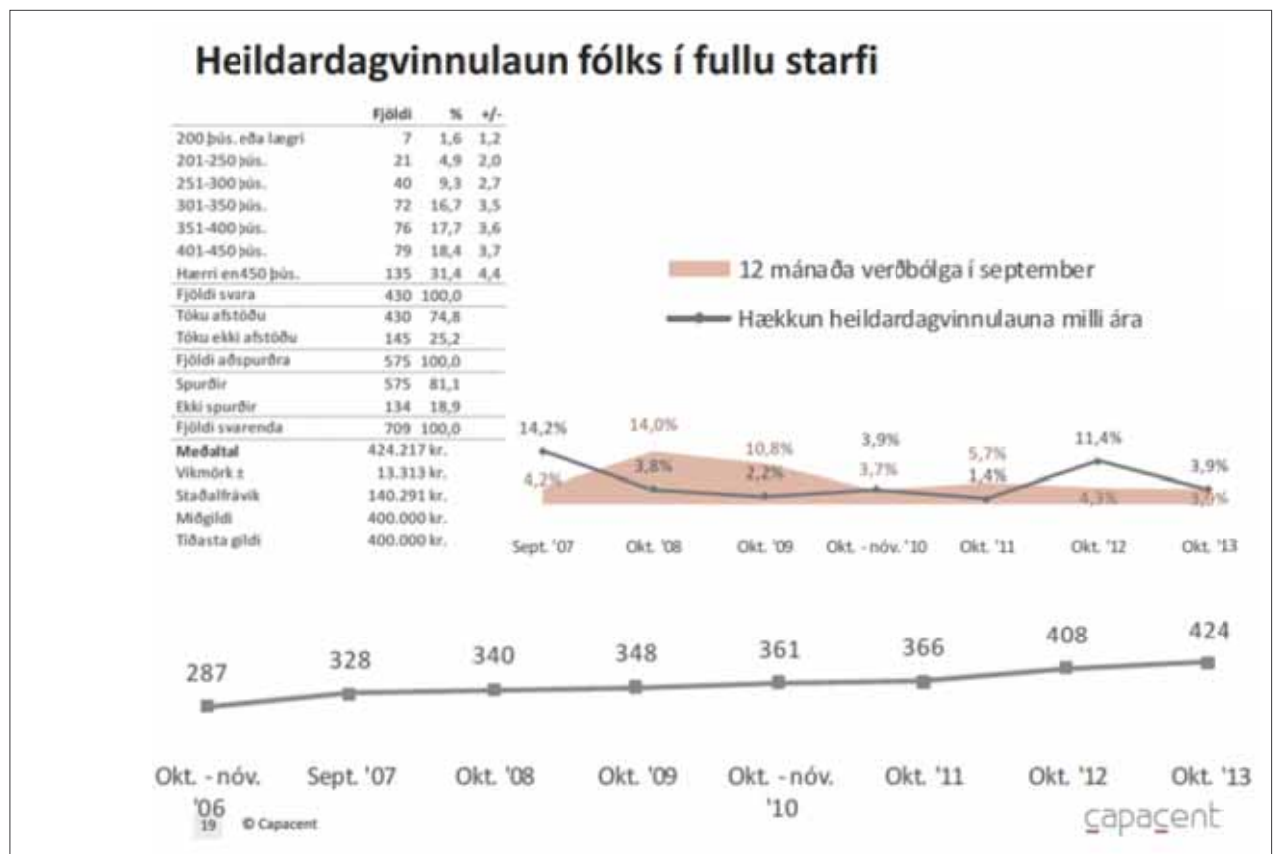 Heildardagvinnulaun fólks í fullu starfi
Fjöldi % +/-
200 þús. eða lægri 7 1,6 1,2
201-250 þús. 21 4,9 2,0
251-300 þús. 40 9,3 2,7
301-350 þús. 72 16,7 3,5
351-400 þús. 76 17,7 3,6
401-450 þús. 79 18,4 3,7
Hærri en 450 þús. 135 31,4 4,4
Fjöldi svara 430 100,0
Tóku afstöðu 430 74,8
Tóku ekki afstöðu 145 25,2
Fjöldi aðspurðra 575 100,0
Spurðir 575 81,1
Ekki spurðir 134 18,9
Fjöldi svarenda 709 100,0
Meðaltal 424.217 kr.
Vikmörk ± 13.313 kr.
Staðalfrávik 140.291 kr.
Miðgildi 400.000 kr.
Tíðasta gildi 400.000 kr.
12 mánaða verðbólga í september
Hækkun heildardagvinnulauna milli ára
14,2% 14,0% 10,8% 3,9% 5,7% 11,4% 3,9%
4,2% 3,8% 2,2% 3,7% 1,4% 4,3% 3,9%
Sept. '07 Okt. '08 Okt. '09 Okt. - nóv. '10 Okt. '11 Okt. '12 Okt. '13
287 328 340 348 361 366 408 424
Okt. - nóv. '06 Sept. '07 Okt. '08 Okt. '09 Okt. - nóv. '10 Okt. '11 Okt. '12 Okt. '13
19 © Capacent
capacent